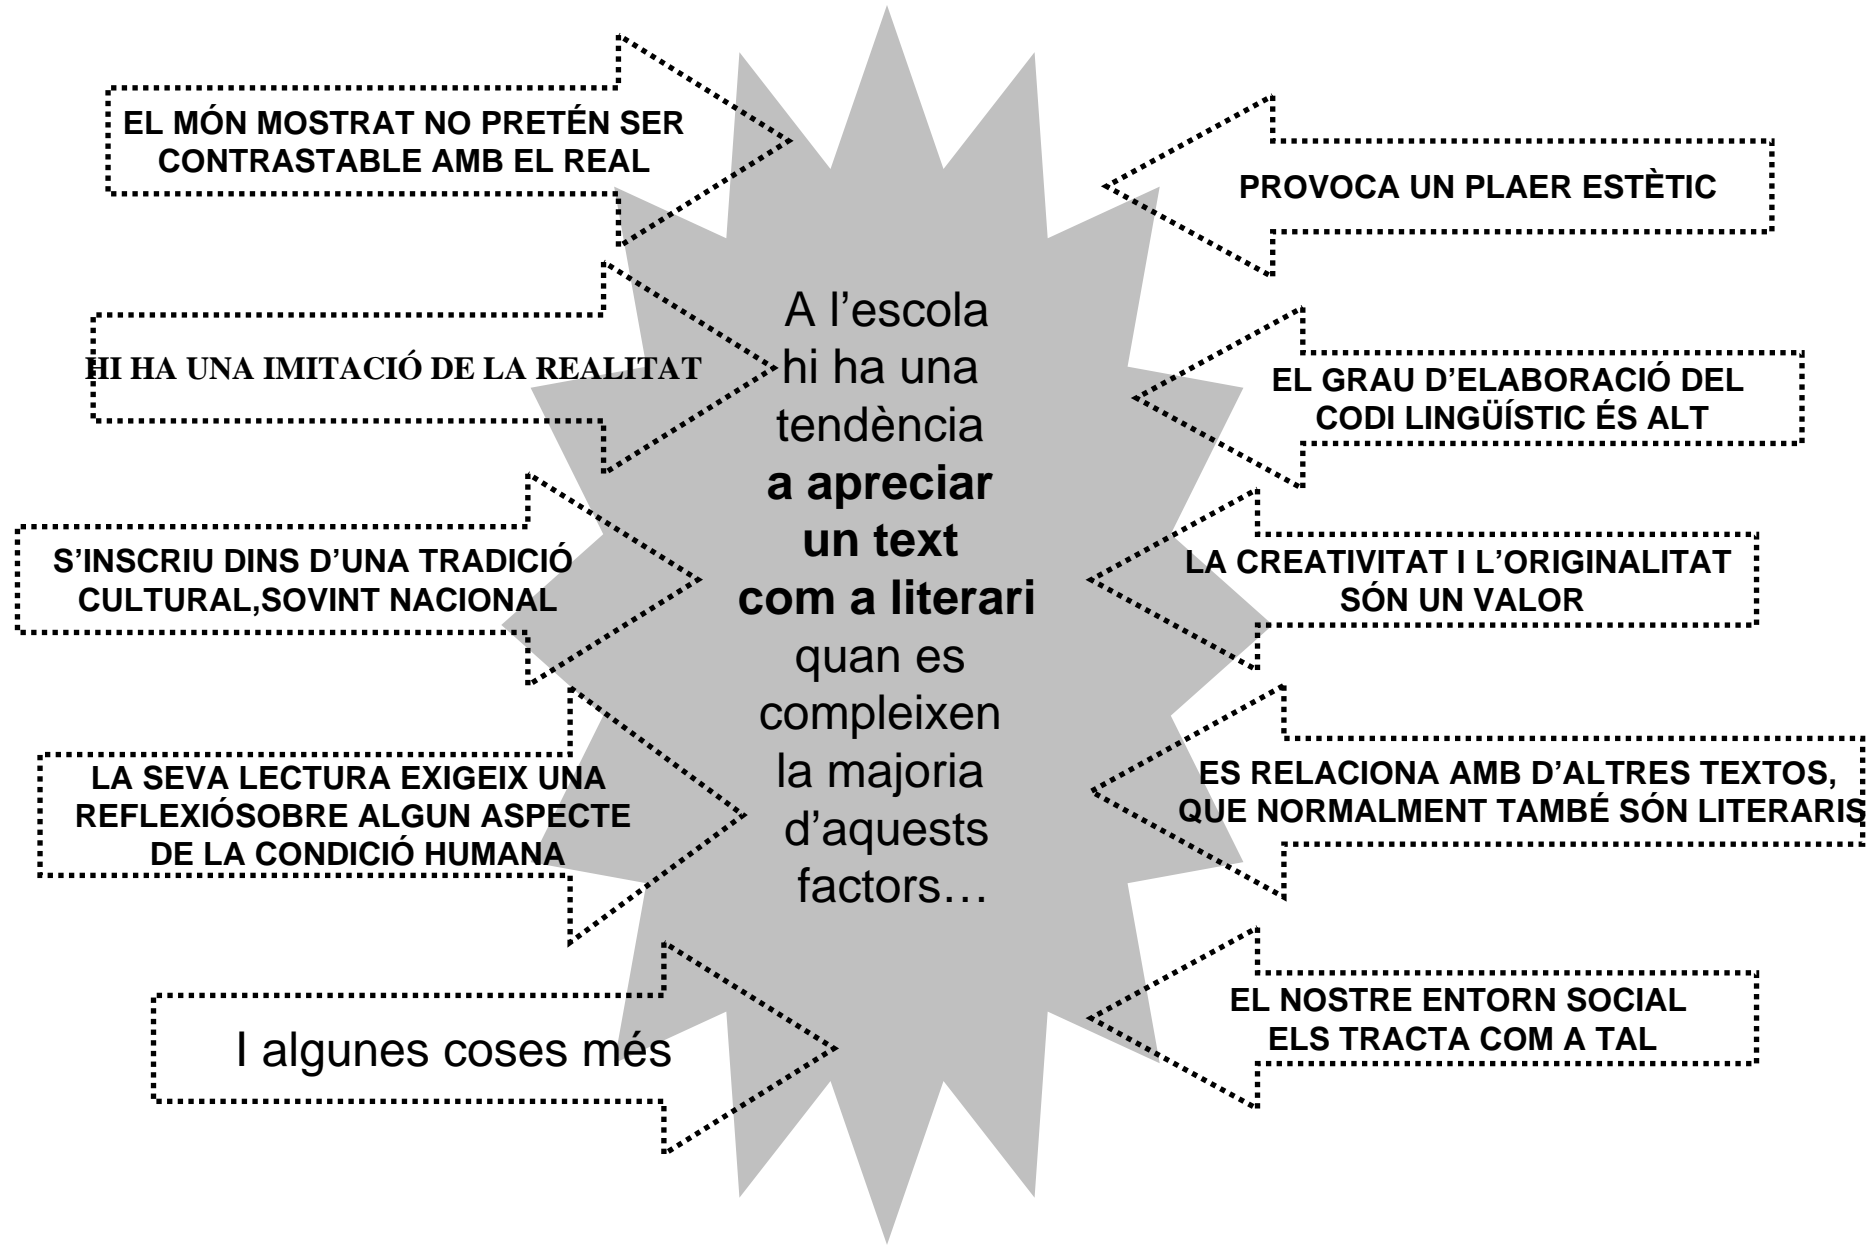 EL MÓN MOSTRAT NO PRETÉN SER
CONTRASTABLE AMB EL REAL
HI HA UNA IMITACIÓ DE LA REALITAT
S’INSCRIU DINS D’UNA TRADICIÓ
CULTURAL,SOVINT NACIONAL
LA SEVA LECTURA EXIGEIX UNA
REFLEXIÓSOBRE ALGUN ASPECTE
DE LA CONDICIÓ HUMANA
I algunes coses més
A l’escola
hi ha una
tendència
a apreciar
un text
com a literari
quan es
compleixen
la majoria
d’aquests
factors…
PROVOCA UN PLAER ESTÈTIC
EL GRAU D’ELABORACIÓ DEL
CODI LINGÜÍSTIC ÉS ALT
LA CREATIVITAT I L’ORIGINALITAT
SÓN UN VALOR
ES RELACIONA AMB D’ALTRES TEXTOS,
QUE NORMALMENT TAMBÉ SÓN LITERARIS
EL NOSTRE ENTORN SOCIAL
ELS TRACTA COM A TAL